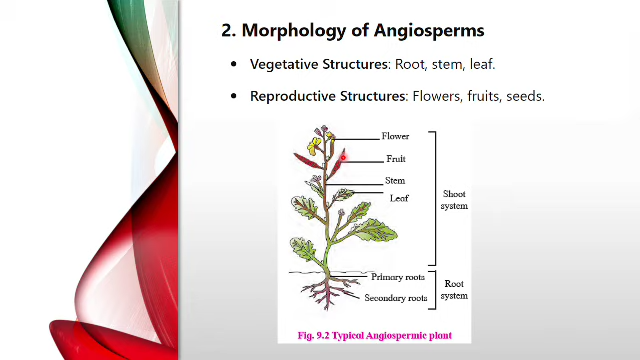 2. Morphology of Angiosperms
• Vegetative Structures: Root, stem, leaf.
• Reproductive Structures: Flowers, fruits, seeds.
Flower
Fruit
Stem
Leaf
Shoot
system
Primary roots
Secondary roots
Root
system
Fig. 9.2 Typical Angiospermic plant